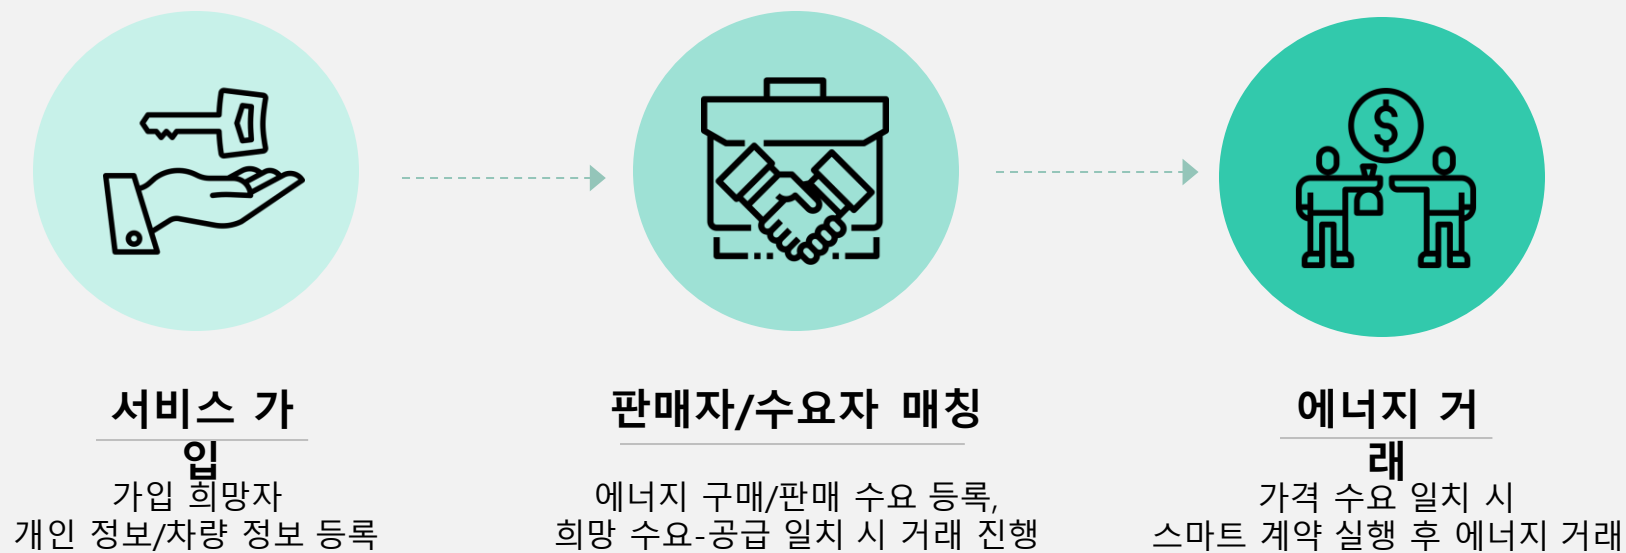 $
서비스 가
입
가입 희망자
개인 정보/차량 정보 등록
판매자/수요자 매칭
에너지 구매/판매 수요 등록,
희망 수요-공급 일치 시 거래 진행
에너지 거
래
가격 수요 일치 시
스마트 계약 실행 후 에너지 거래